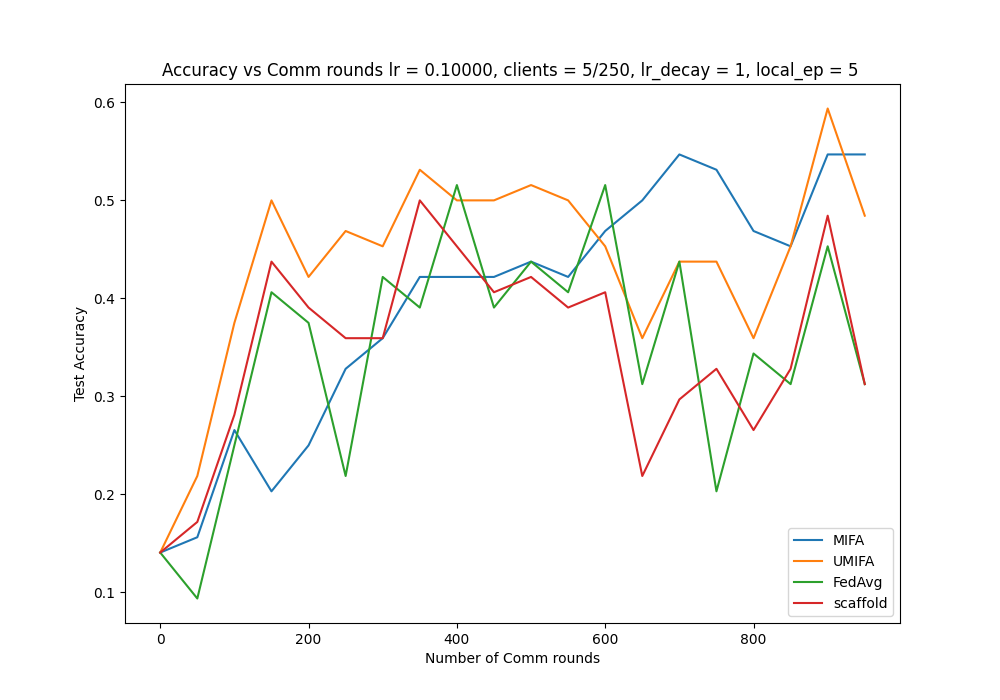 Accuracy vs Comm rounds lr = 0.10000, clients = 5/250, lr_decay = 1, local_ep = 5
0.6
0.5
0.4
0.3
0.2
0.1
Test Accuracy
0 200 400 600 800
Number of Comm rounds
MIFA
UMIFA
FedAvg
scaffold